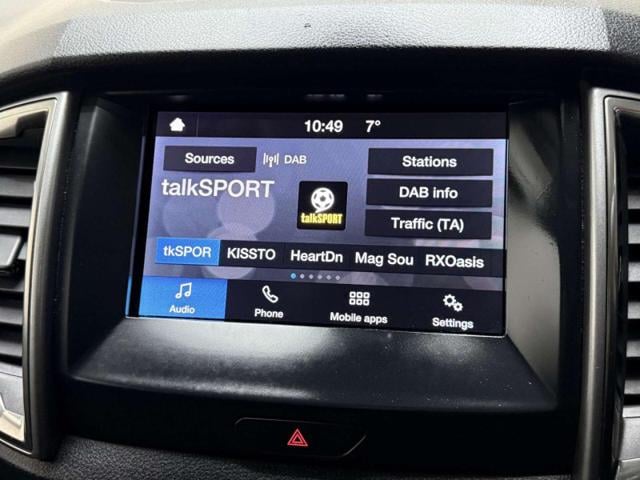 10:49 7°
Sources DAB Stations
talkSPORT talkSPORT DAB info
Traffic (TA)
tkSPOR KISSTO HeartDn Mag Sou RXOasis
Audio Phone Mobile apps Settings